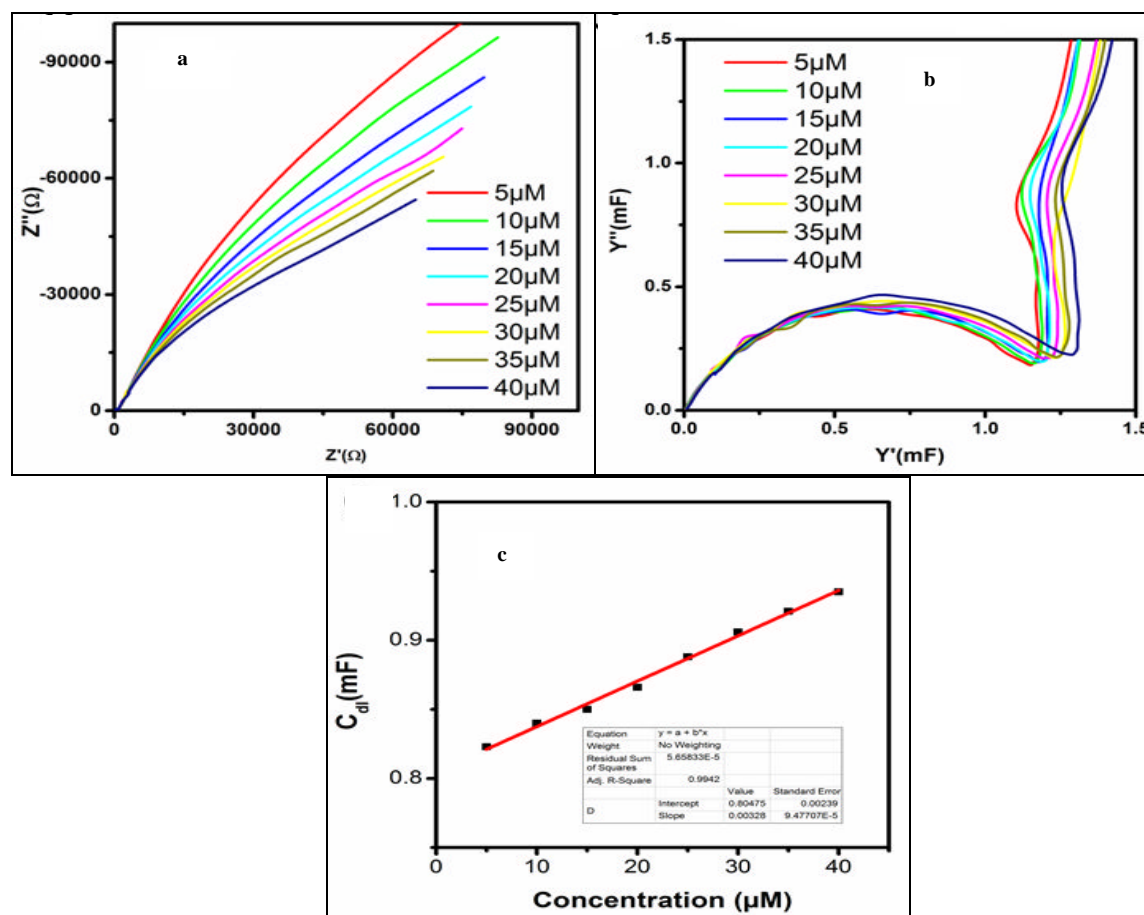 a
-90000
-60000
-30000
0
Z"(Ω)
5µM
10µM
15µM
20µM
25µM
30µM
35µM
40µM
0 30000 60000 90000
Z'(Ω)
b
1.5
1.0
0.5
0.0
Y"(mF)
5µM
10µM
15µM
20µM
25µM
30µM
35µM
40µM
0.0 0.5 1.0 1.5
Y'(mF)
c
1.0
0.9
0.8
C_dl(mF)
Equation y = a + b*x
Weight No Weighting
Residual Sum of Squares 5.65833E-5
Adj. R-Square 0.9942
Value Standard Error
D Intercept 0.80475 0.00239
Slope 0.00328 9.47707E-5
0 10 20 30 40
Concentration (µM)